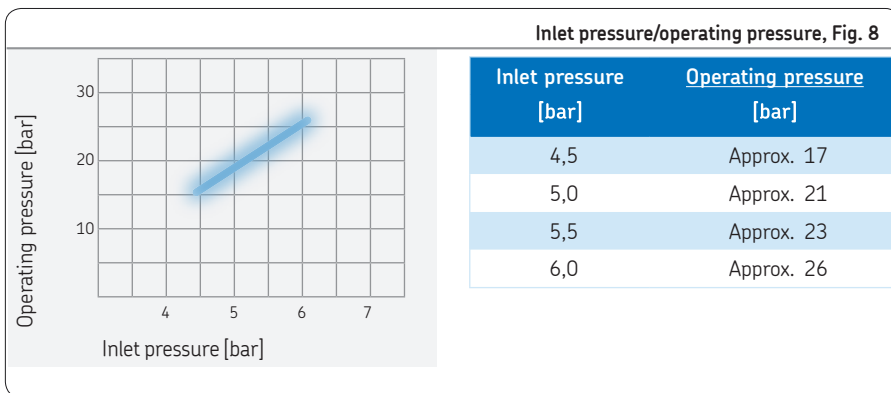 Inlet pressure/operating pressure, Fig. 8
Operating pressure [bar]
30
20
10
4 5 6 7
Inlet pressure [bar]
Inlet pressure Operating pressure
[bar] [bar]
4,5 Approx. 17
5,0 Approx. 21
5,5 Approx. 23
6,0 Approx. 26